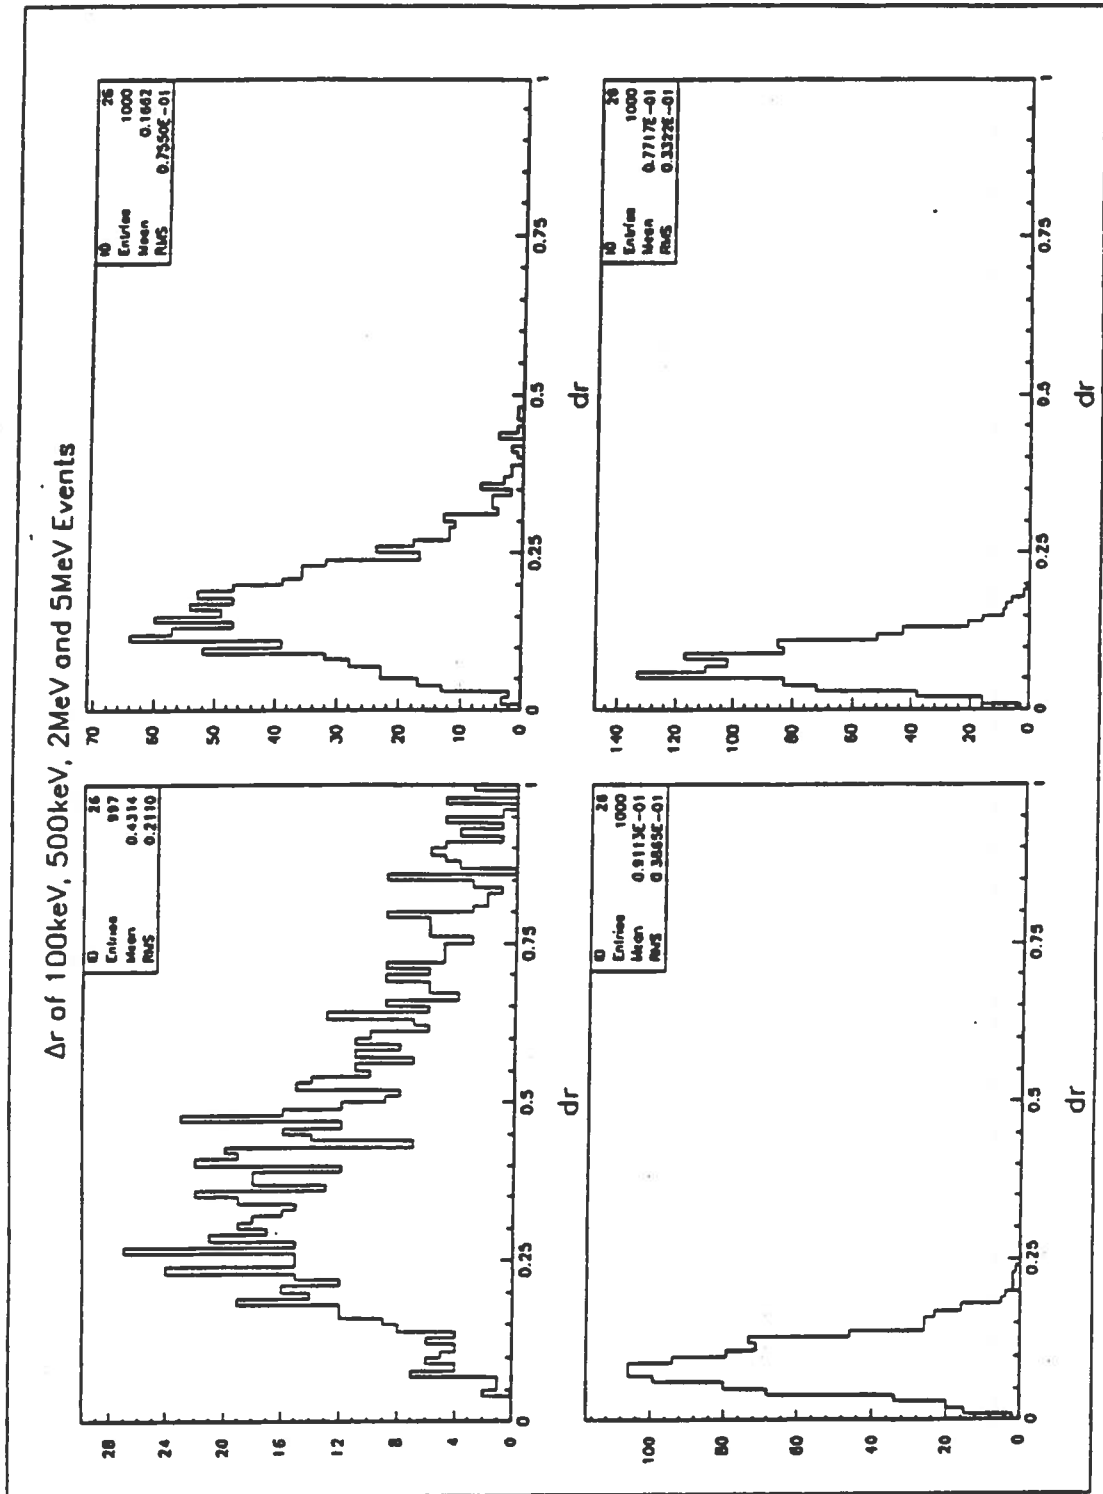 Δr of 100keV, 500keV, 2MeV and 5MeV Events
ID 26
Entries 997
Mean 0.4314
RMS 0.2110
28
24
20
16
12
8
4
0
0 0.25 0.5 0.75 1
dr
ID 26
Entries 1000
Mean 0.1662
RMS 0.7550E-01
70
60
50
40
30
20
10
0
0 0.25 0.5 0.75 1
dr
ID 26
Entries 1000
Mean 0.9113E-01
RMS 0.3865E-01
100
80
60
40
20
0
0 0.25 0.5 0.75 1
dr
ID 26
Entries 1000
Mean 0.7717E-01
RMS 0.3322E-01
140
120
100
80
60
40
20
0
0 0.25 0.5 0.75 1
dr